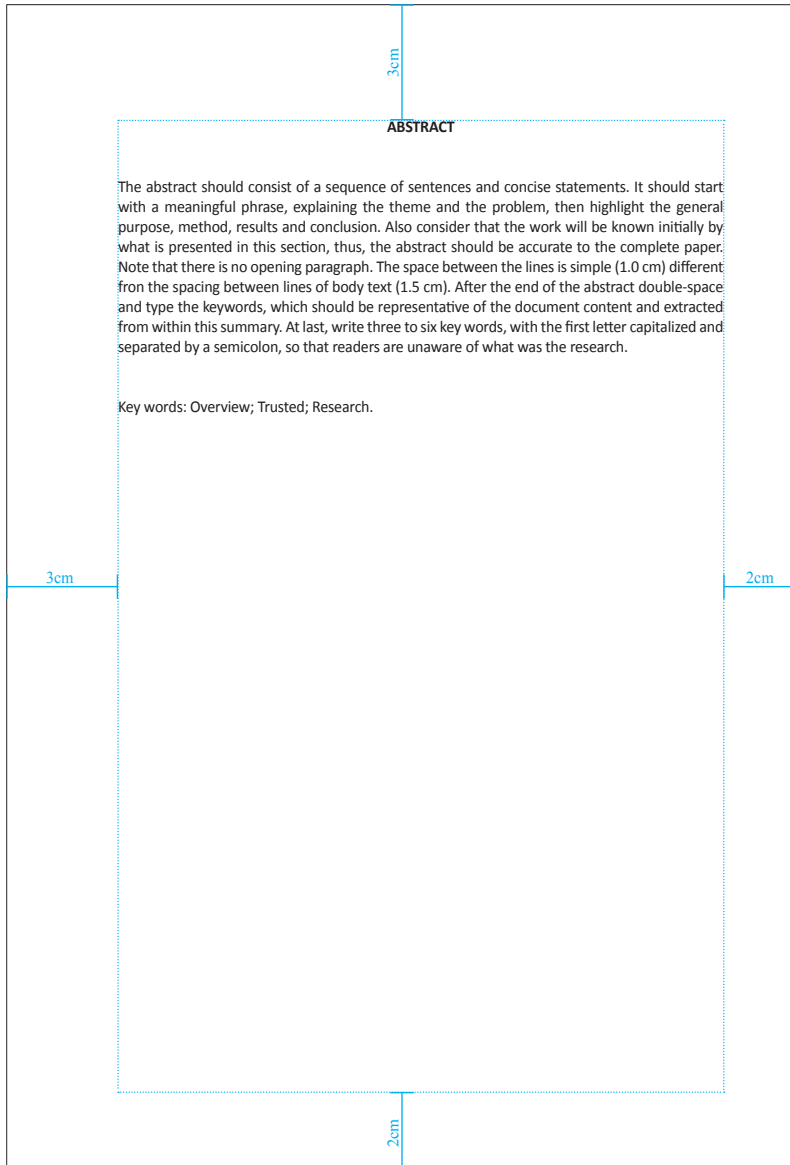 3cm
ABSTRACT
The abstract should consist of a sequence of sentences and concise statements. It should start
with a meaningful phrase, explaining the theme and the problem, then highlight the general
purpose, method, results and conclusion. Also consider that the work will be known initially by
what is presented in this section, thus, the abstract should be accurate to the complete paper.
Note that there is no opening paragraph. The space between the lines is simple (1.0 cm) different
fron the spacing between lines of body text (1.5 cm). After the end of the abstract double-space
and type the keywords, which should be representative of the document content and extracted
from within this summary. At last, write three to six key words, with the first letter capitalized and
separated by a semicolon, so that readers are unaware of what was the research.
Key words: Overview; Trusted; Research.
3cm
2cm
2cm